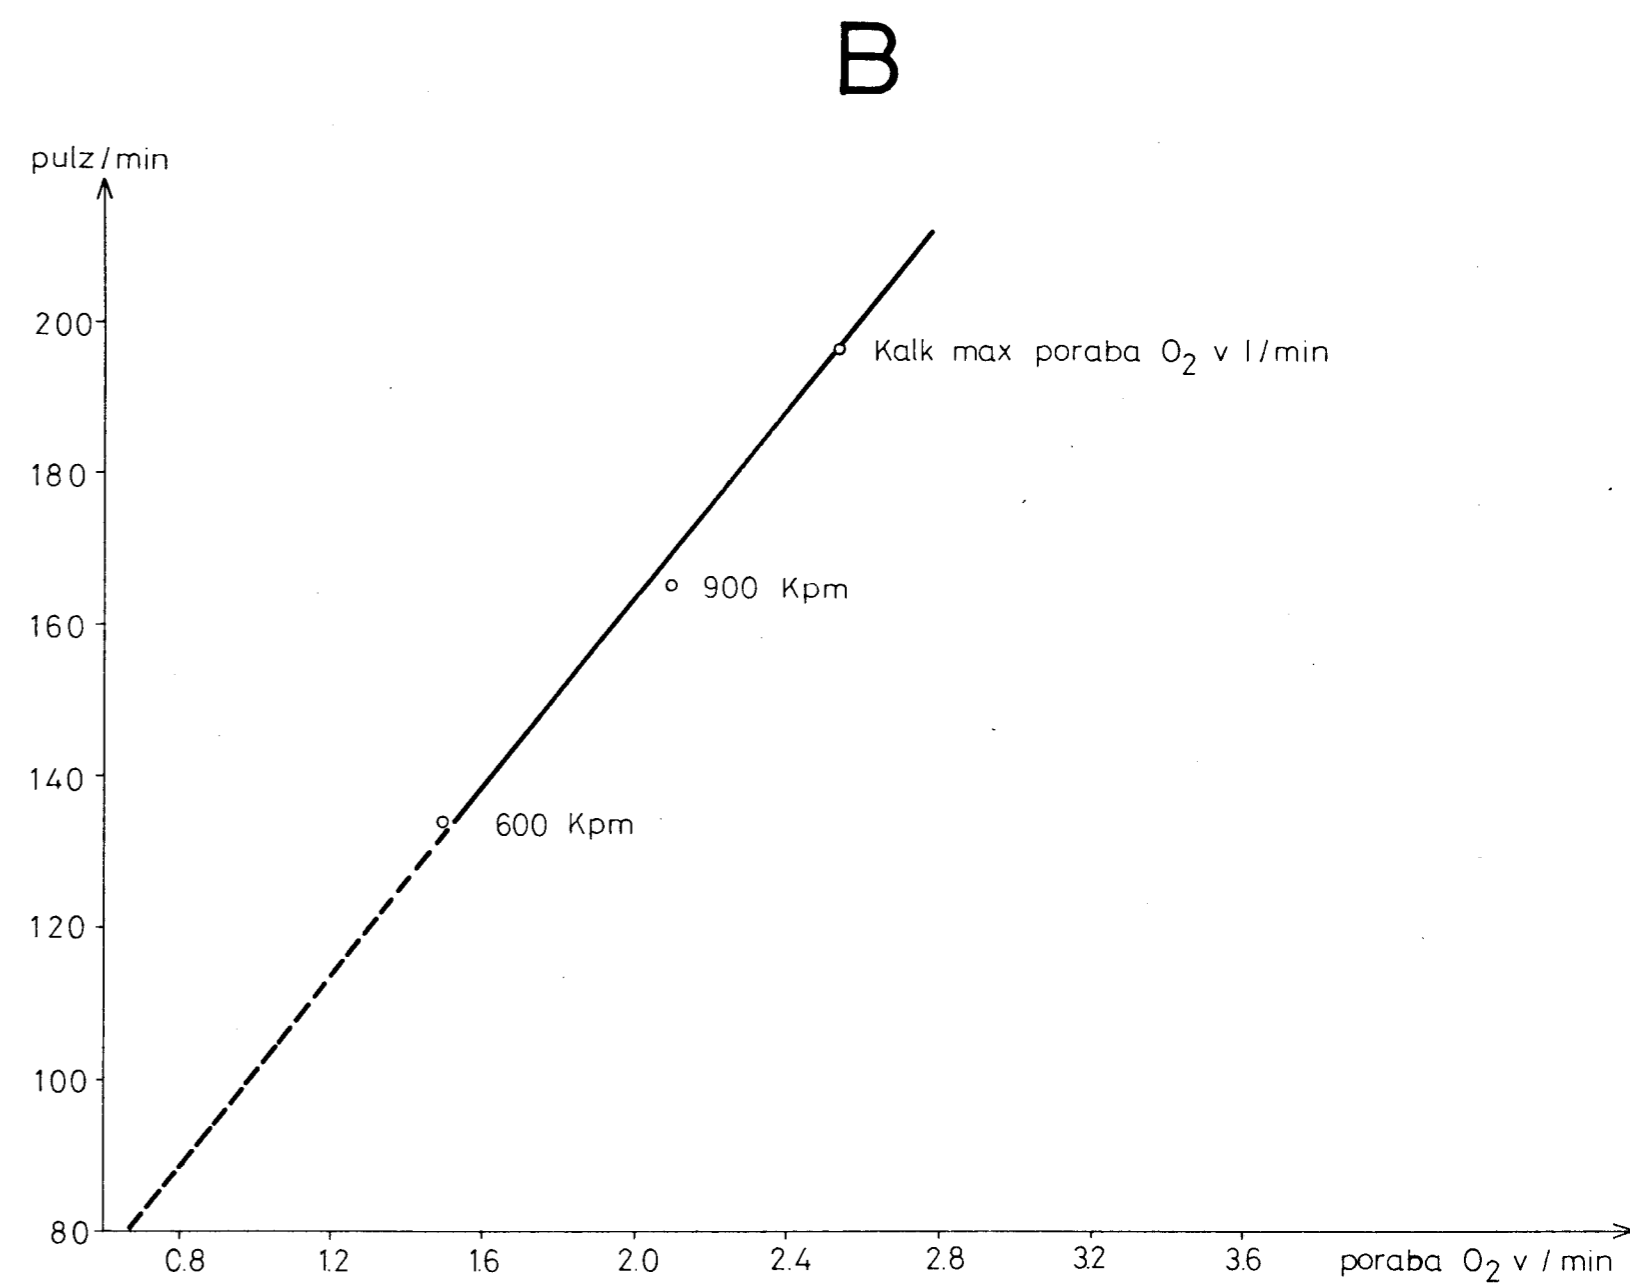 B
pulz/min
200
Kalk max poraba O2 v l/min
180
900 Kpm
160
140
600 Kpm
120
100
80
0.8 1.2 1.6 2.0 2.4 2.8 3.2 3.6 poraba O2 v / min